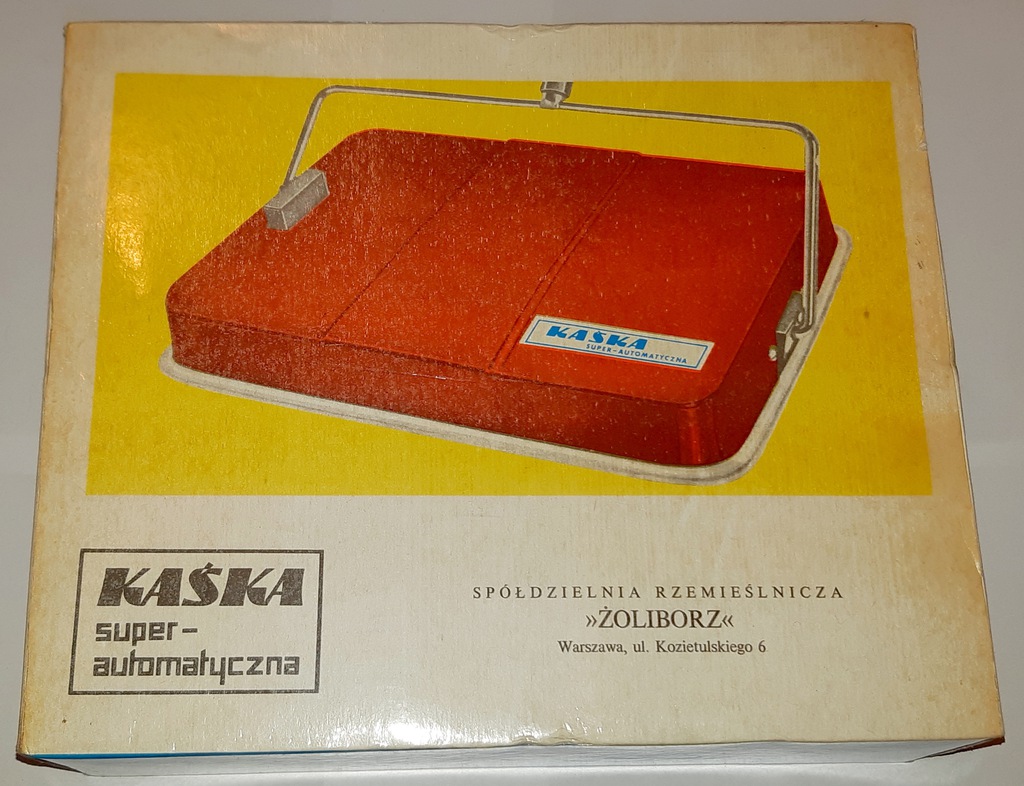 KAŚKA
SUPER-AUTOMATYCZNA
KAŚKA
super-
automatyczna
SPÓŁDZIELNIA RZEMIEŚLNICZA
»ŻOLIBORZ«
Warszawa, ul. Kozietulskiego 6